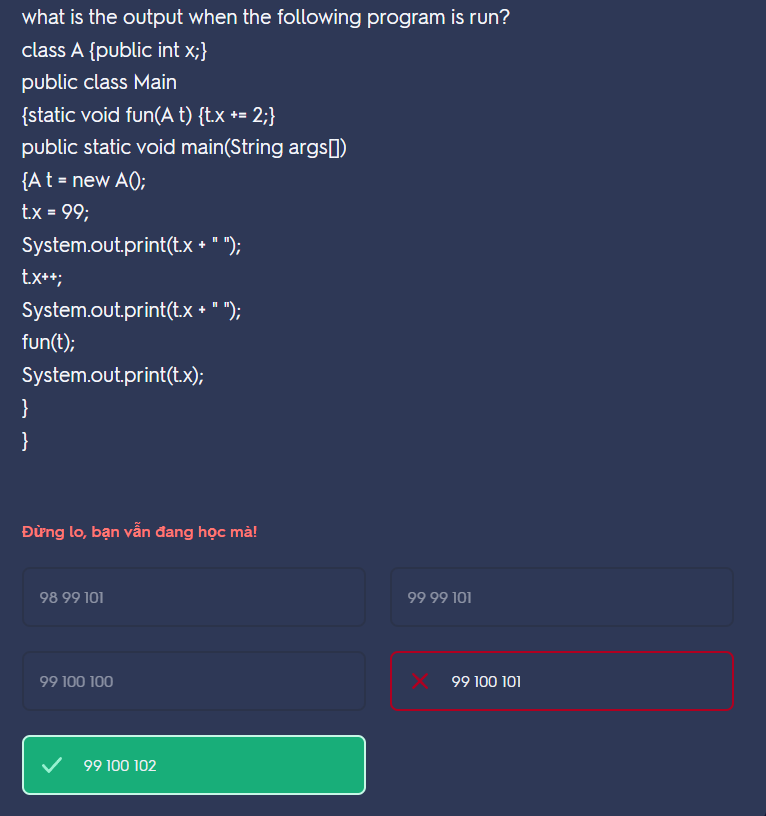 what is the output when the following program is run?
class A {public int x;}
public class Main
{static void fun(A t) {t.x += 2;}
public static void main(String args[])
{A t = new A();
t.x = 99;
System.out.print(t.x + " ");
t.x++;
System.out.print(t.x + " ");
fun(t);
System.out.print(t.x);
}
}
Đừng lo, bạn vẫn đang học mà!
98 99 101
99 99 101
99 100 100
99 100 101
99 100 102